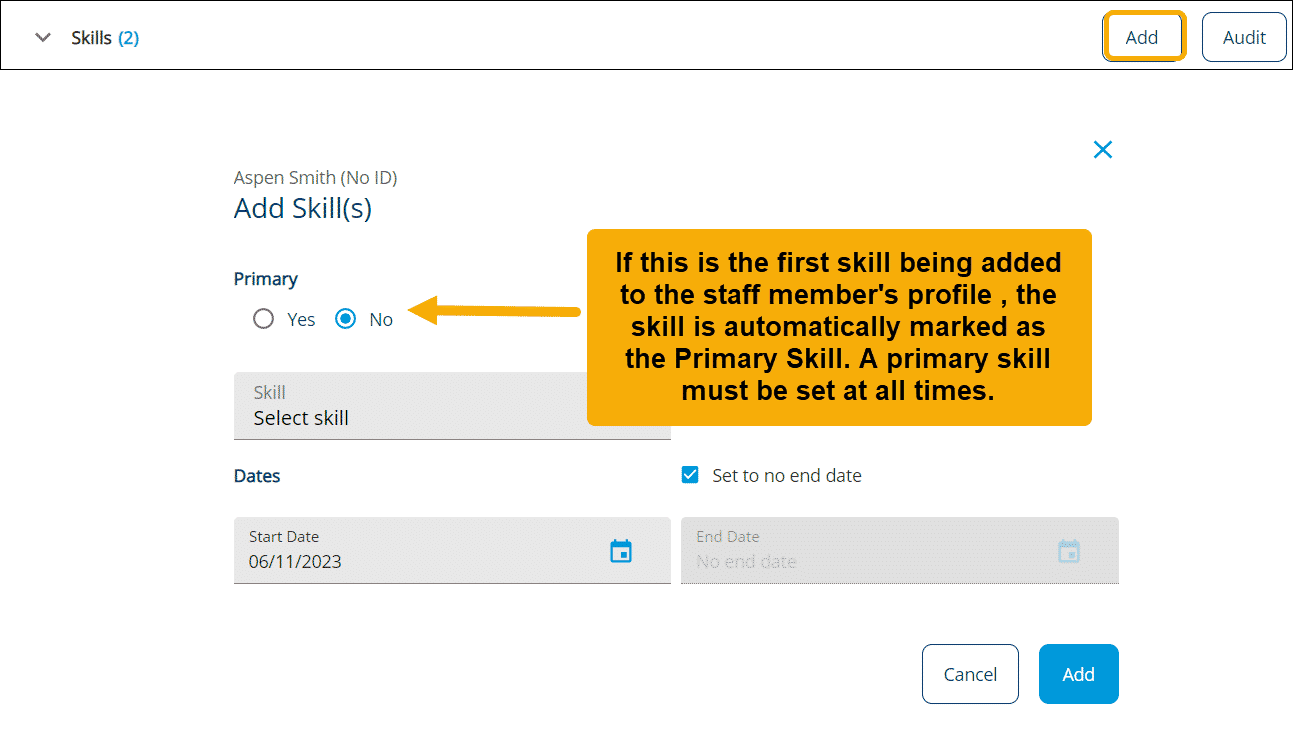 Skills (2)
Add
Audit
Aspen Smith (No ID)
Add Skill(s)
Primary
Yes
No
If this is the first skill being added
to the staff member's profile , the
skill is automatically marked as
the Primary Skill. A primary skill
must be set at all times.
Skill
Select skill
Dates
Set to no end date
Start Date
06/11/2023
End Date
No end date
Cancel
Add